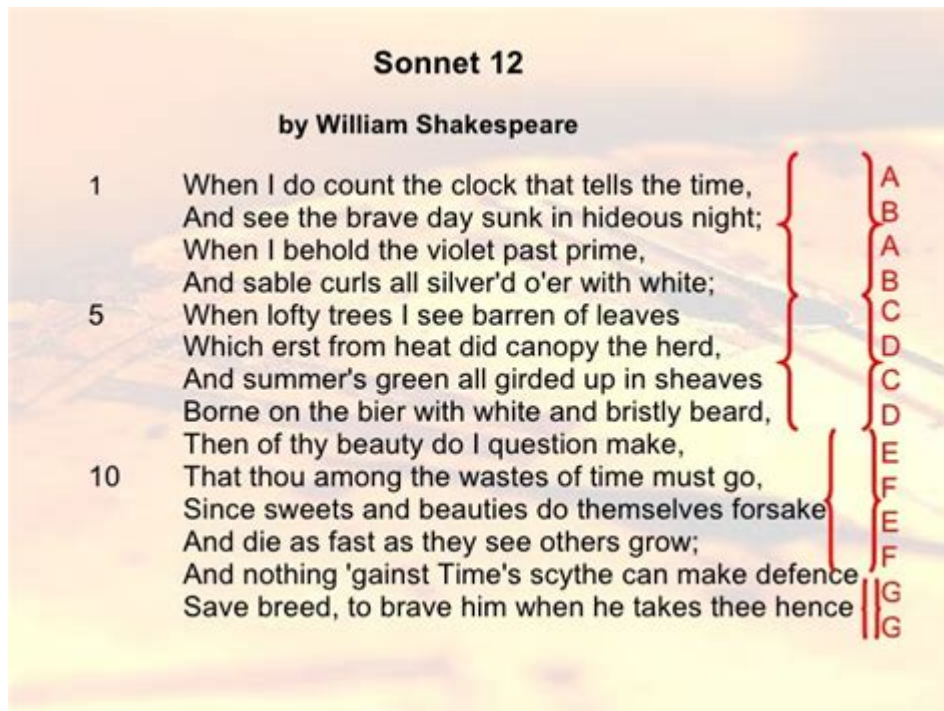 Sonnet 12
by William Shakespeare
1 When I do count the clock that tells the time, A
And see the brave day sunk in hideous night; B
When I behold the violet past prime, A
And sable curls all silver'd o'er with white; B
5 When lofty trees I see barren of leaves C
Which erst from heat did canopy the herd, D
And summer's green all girded up in sheaves C
Borne on the bier with white and bristly beard, D
Then of thy beauty do I question make, E
10 That thou among the wastes of time must go, F
Since sweets and beauties do themselves forsake E
And die as fast as they see others grow; F
And nothing 'gainst Time's scythe can make defence G
Save breed, to brave him when he takes thee hence G